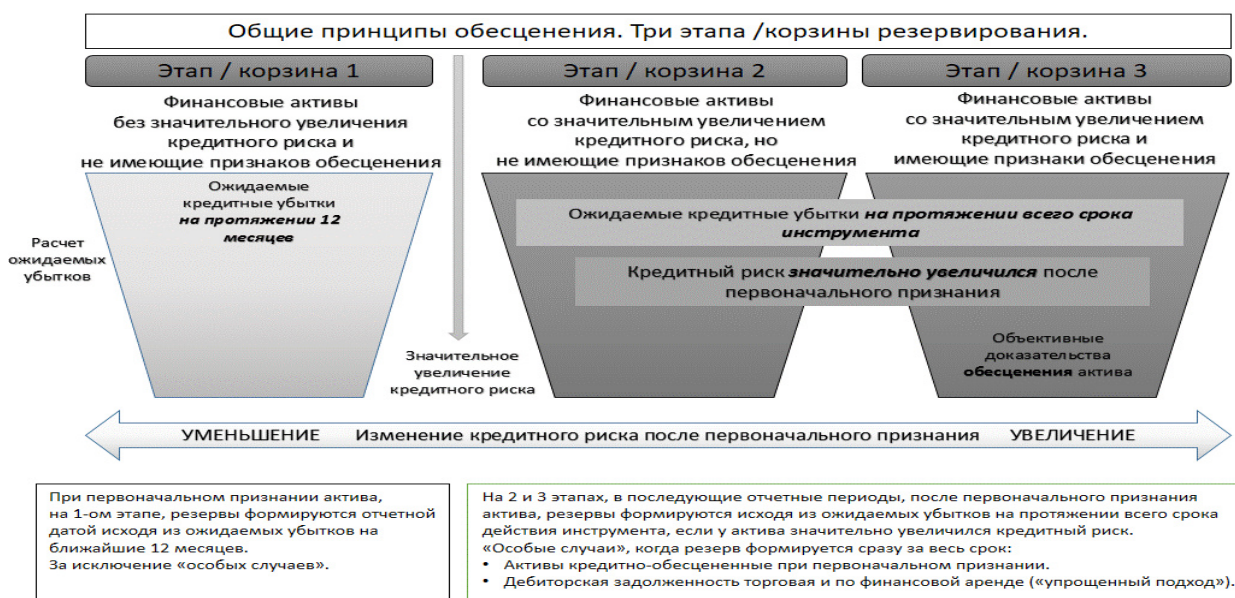 Общие принципы обесценения. Три этапа /корзины резервирования.
Этап / корзина 1
Финансовые активы
без значительного увеличения
кредитного риска и
не имеющие признаков обесценения
Ожидаемые
кредитные убытки
на протяжении 12
месяцев
Расчет
ожидаемых
убытков
Значительное
увеличение
кредитного риска
Этап / корзина 2
Финансовые активы
со значительным увеличением
кредитного риска, но
не имеющие признаков обесценения
Этап / корзина 3
Финансовые активы
со значительным увеличением
кредитного риска и
имеющие признаки обесценения
Ожидаемые кредитные убытки на протяжении всего срока
инструмента
Кредитный риск значительно увеличился после
первоначального признания
Объективные
доказательства
обесценения актива
УМЕНЬШЕНИЕ Изменение кредитного риска после первоначального признания УВЕЛИЧЕНИЕ
При первоначальном признании актива,
на 1-ом этапе, резервы формируются отчетной
датой исходя из ожидаемых убытков на
ближайшие 12 месяцев.
За исключение «особых случаев».
На 2 и 3 этапах, в последующие отчетные периоды, после первоначального признания
актива, резервы формируются исходя из ожидаемых убытков на протяжении всего срока
действия инструмента, если у актива значительно увеличился кредитный риск.
«Особые случаи», когда резерв формируется сразу за весь срок:
• Активы кредитно-обесцененные при первоначальном признании.
• Дебиторская задолженность торговая и по финансовой аренде («упрощенный подход»).